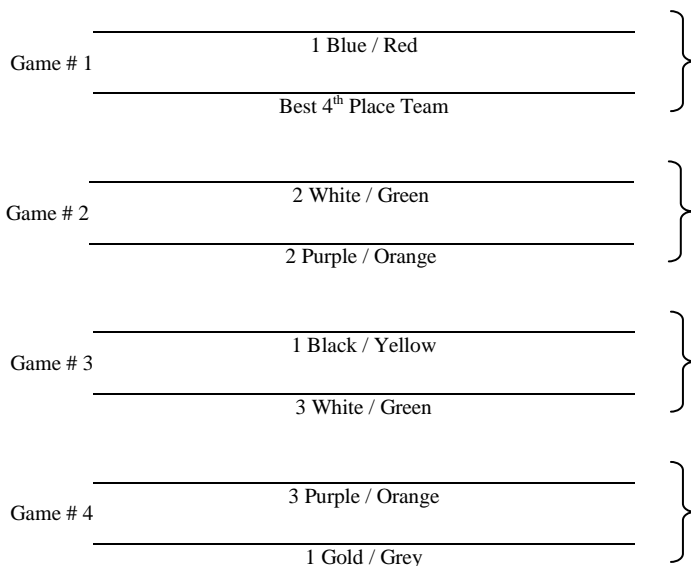 1 Blue / Red
Game # 1
Best 4th Place Team
2 White / Green
Game # 2
2 Purple / Orange
1 Black / Yellow
Game # 3
3 White / Green
3 Purple / Orange
Game # 4
1 Gold / Grey